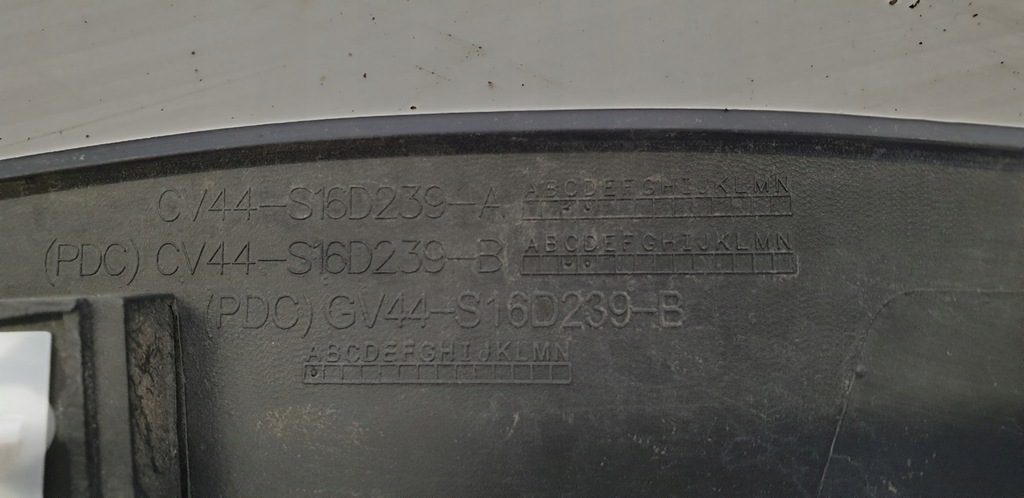 CV44-S16D239-A ABCDEFGHIJKLMN
(PDC) CV44-S16D239-B ABCDEFGHIJKLMN
(PDC) GV44-S16D239-B
ABCDEFGHIJKLMN